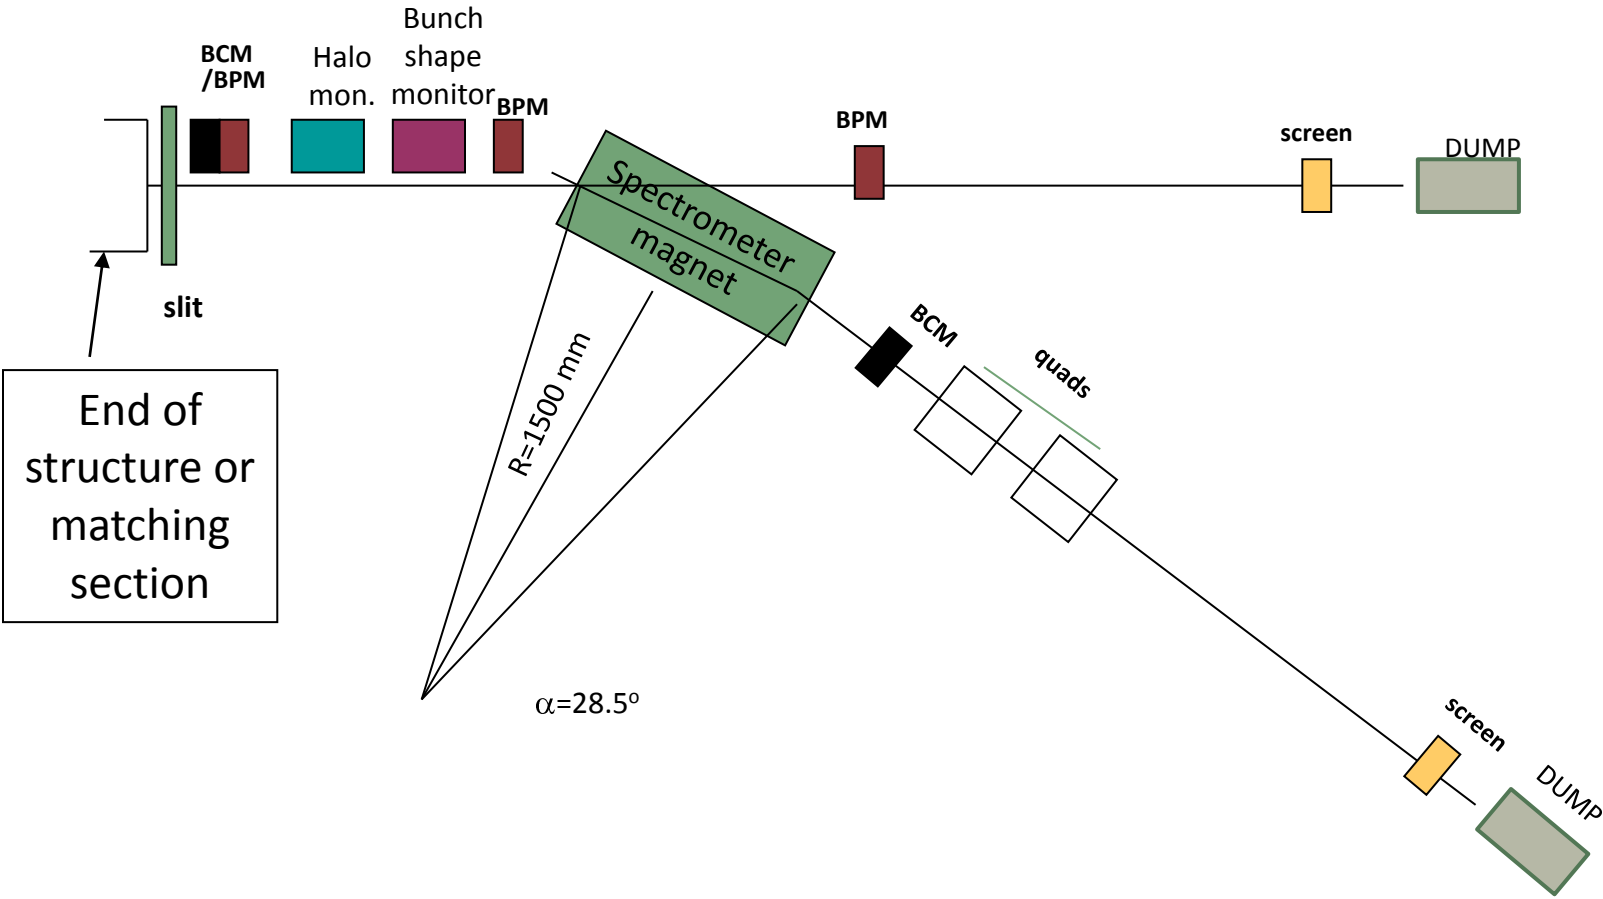 BCM
/BPM
Halo
mon.
Bunch
shape
monitor
BPM
BPM
screen
DUMP
slit
Spectrometer
magnet
End of
structure or
matching
section
R=1500 mm
BCM
quads
α=28.5º
screen
DUMP